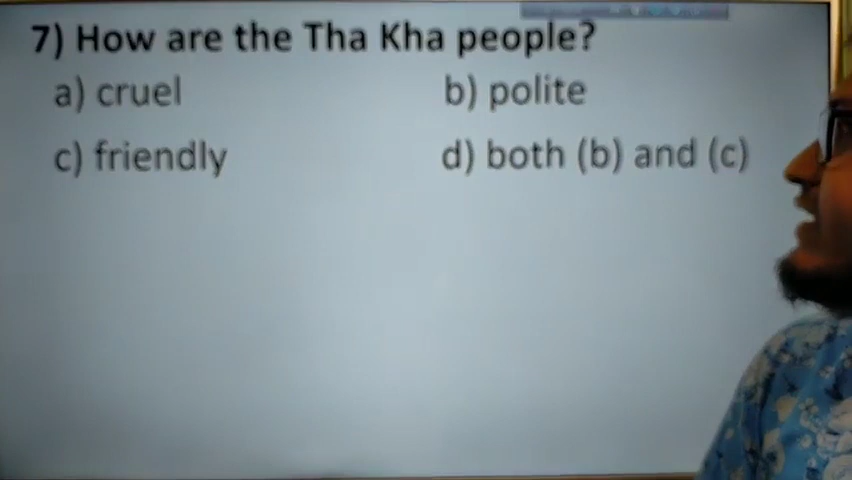 7) How are the Tha Kha people?
a) cruel b) polite
c) friendly d) both (b) and (c)